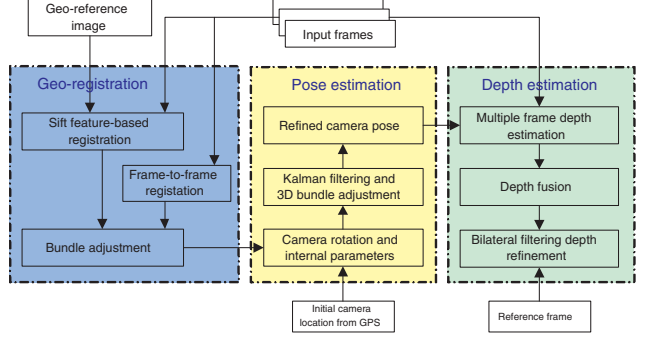 Geo-reference
image
Input frames
Geo-registration
Sift feature-based
registration
Frame-to-frame
registation
Bundle adjustment
Pose estimation
Refined camera pose
Kalman filtering and
3D bundle adjustment
Camera rotation and
internal parameters
Initial camera
location from GPS
Depth estimation
Multiple frame depth
estimation
Depth fusion
Bilateral filtering depth
refinement
Reference frame